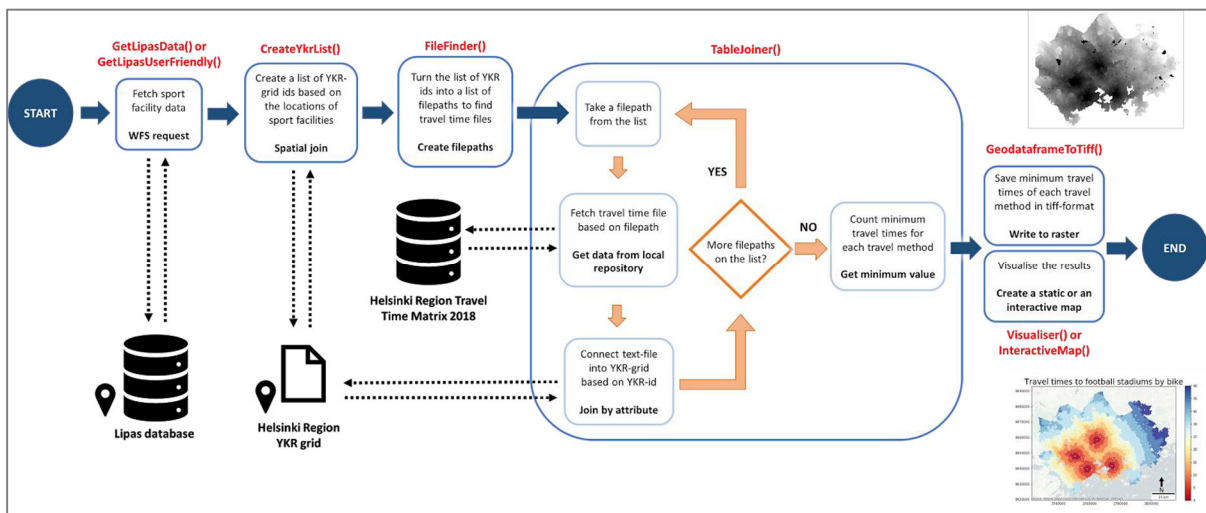 GetLipasData() or
GetLipasUserFriendly()
CreateYkrList()
FileFinder()
TableJoiner()
START
Fetch sport
facility data
WFS request
Create a list of YKR-
grid ids based on
the locations of
sport facilities
Spatial join
Turn the list of YKR
ids into a list of
filepaths to find
travel time files
Create filepaths
Take a filepath
from the list
YES
Fetch travel time file
based on filepath
Get data from local
repository
More filepaths
on the list?
NO
Count minimum
travel times for
each travel method
Get minimum value
Connect text-file
into YKR-grid
based on YKR-id
Join by attribute
GeodataframeToTiff()
Save minimum travel
times of each travel
method in tiff-format
Write to raster
Visualise the results
Create a static or an
interactive map
Visualiser() or
InteractiveMap()
END
Helsinki Region Travel
Time Matrix 2018
Lipas database
Helsinki Region
YKR grid
Travel times to football stadiums by bike
N